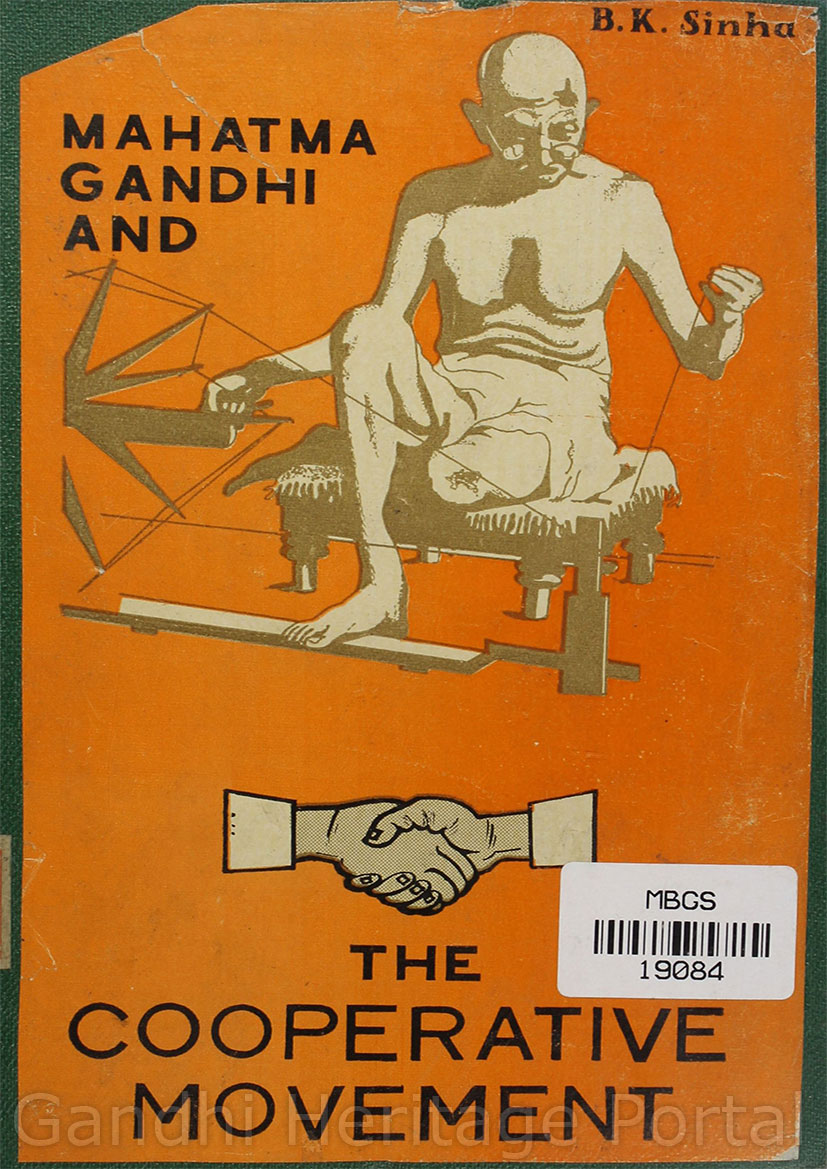 B.K. Sinha
MAHATMA
GANDHI
AND
MBGS
19084
THE
COOPERATIVE
MOVEMENT
Gandhi Heritage Portal